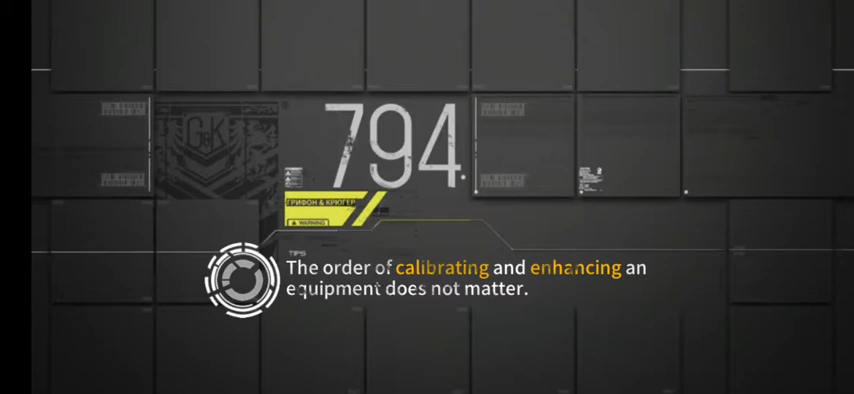 G&K
794.
ГРИФОН & КРЮГЕР
WARNING
TIPS
The order of calibrating and enhancing an
equipment does not matter.